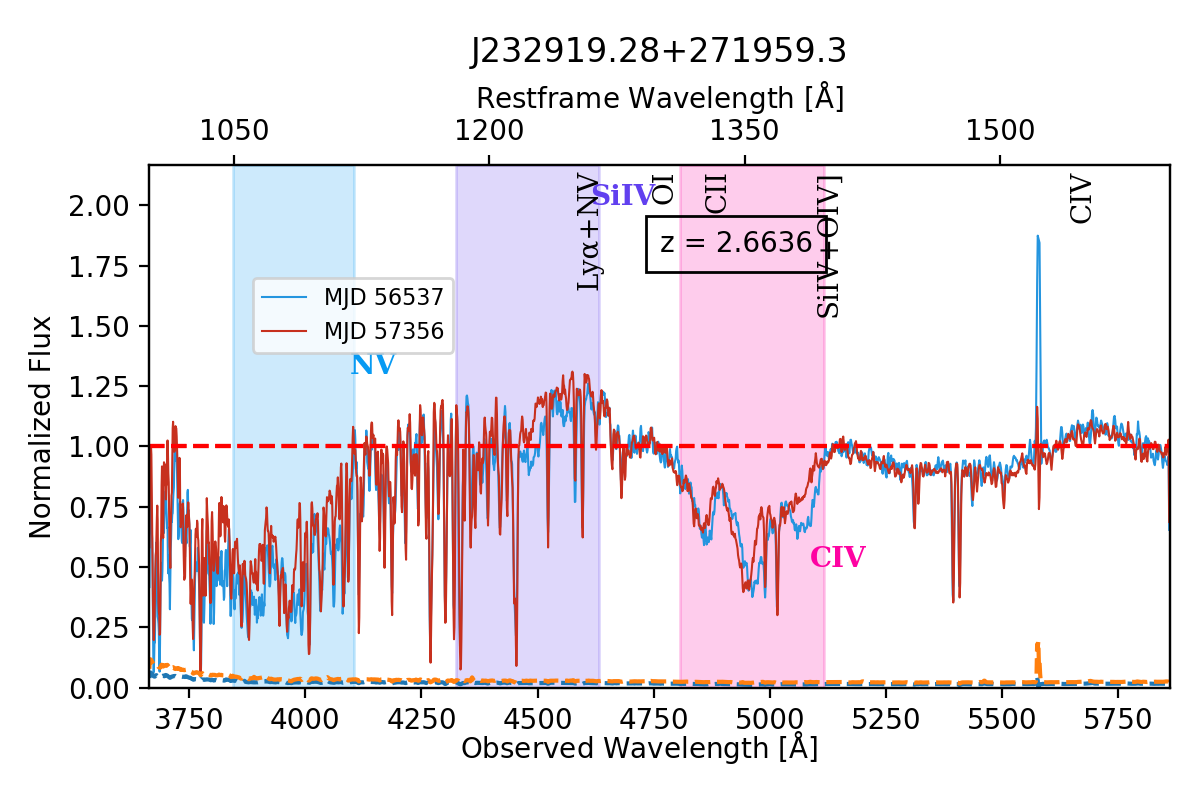 J232919.28+271959.3
Restframe Wavelength [Å]
1050 1200 1350 1500
Normalized Flux
2.00
1.75
1.50
1.25
1.00
0.75
0.50
0.25
0.00
Lyα+NV
SiIV
OI
CII
SiIV+OIV]
CIV
z = 2.6636
MJD 56537
MJD 57356
NV
CIV
3750 4000 4250 4500 4750 5000 5250 5500 5750
Observed Wavelength [Å]